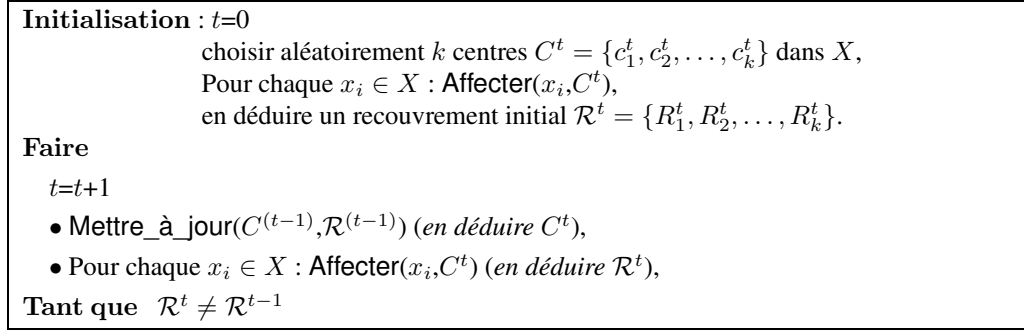 Initialisation : t=0
choisir aléatoirement k centres C^t = {c_1^t, c_2^t, . . . , c_k^t} dans X,
Pour chaque x_i ∈ X : Affecter(x_i,C^t),
en déduire un recouvrement initial ℛ^t = {R_1^t, R_2^t, . . . , R_k^t}.
Faire
t=t+1
• Mettre_à_jour(C^(t−1),ℛ^(t−1)) (en déduire C^t),
• Pour chaque x_i ∈ X : Affecter(x_i,C^t) (en déduire ℛ^t),
Tant que ℛ^t ≠ ℛ^t−1